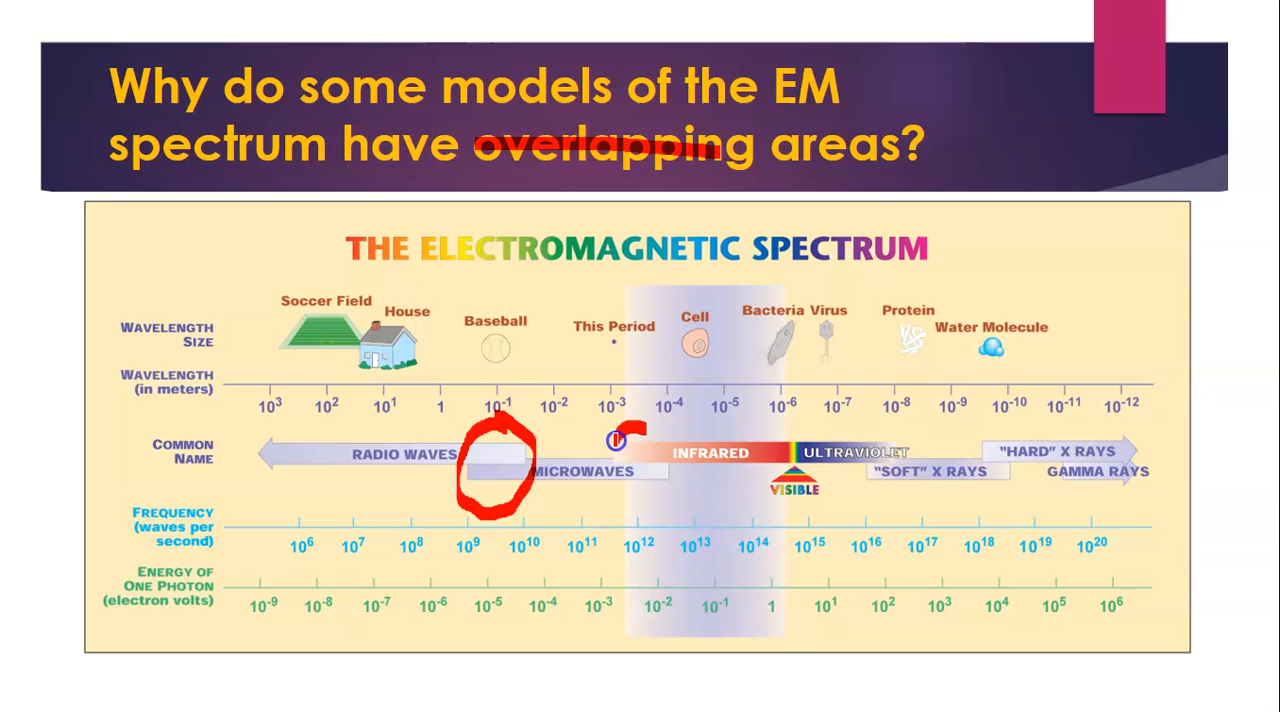 Why do some models of the EM
spectrum have overlapping areas?
THE ELECTROMAGNETIC SPECTRUM
Soccer Field
House
Baseball
This Period
Cell
Bacteria Virus
Protein
Water Molecule
WAVELENGTH
SIZE
WAVELENGTH
(in meters)
10³ 10² 10¹ 1 10⁻¹ 10⁻² 10⁻³ 10⁻⁴ 10⁻⁵ 10⁻⁶ 10⁻⁷ 10⁻⁸ 10⁻⁹ 10⁻¹⁰ 10⁻¹¹ 10⁻¹²
COMMON
NAME
RADIO WAVES
MICROWAVES
INFRARED
VISIBLE
ULTRAVIOLET
"SOFT" X RAYS
"HARD" X RAYS
GAMMA RAYS
FREQUENCY
(waves per
second)
10⁶ 10⁷ 10⁸ 10⁹ 10¹⁰ 10¹¹ 10¹² 10¹³ 10¹⁴ 10¹⁵ 10¹⁶ 10¹⁷ 10¹⁸ 10¹⁹ 10²⁰
ENERGY OF
ONE PHOTON
(electron volts)
10⁻⁹ 10⁻⁸ 10⁻⁷ 10⁻⁶ 10⁻⁵ 10⁻⁴ 10⁻³ 10⁻² 10⁻¹ 1 10¹ 10² 10³ 10⁴ 10⁵ 10⁶